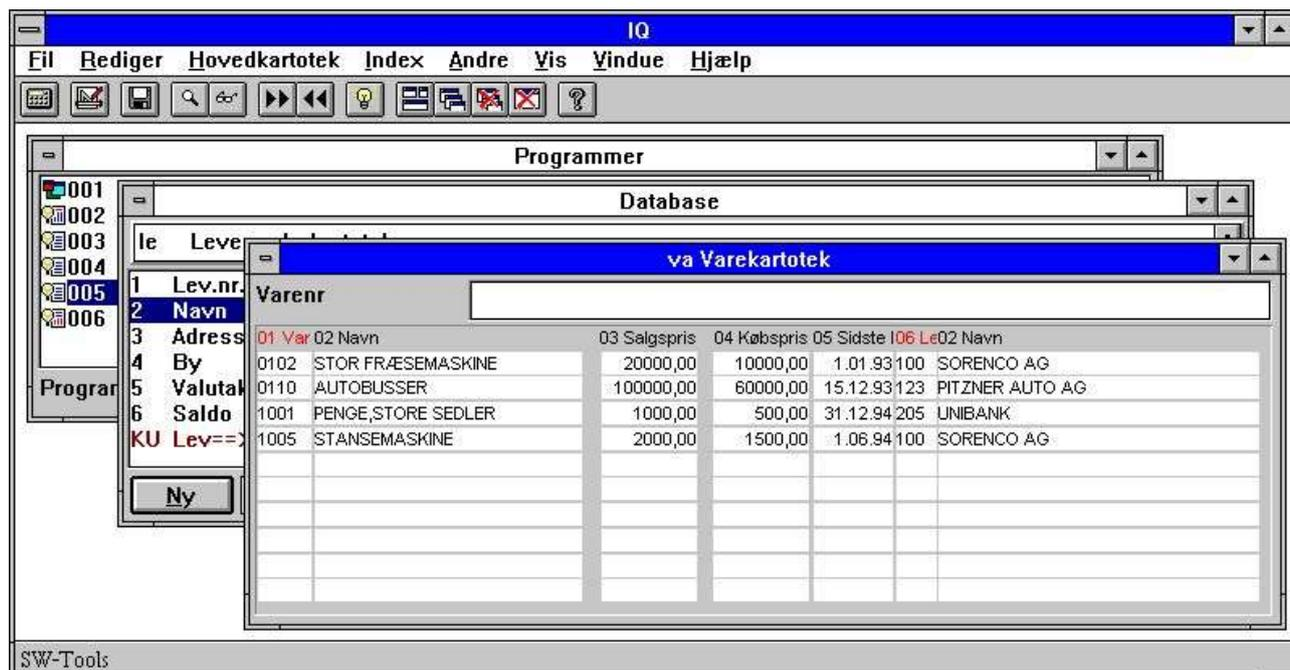 IQ
Fil Rediger Hovedkartotek Index Andre Vis Vindue Hjælp
Programmer
001
002
003
004
005
006
Database
le
1 Lev.nr.
2 Navn
3
4 By
5
6 Saldo
KU Lev==>
Ny
va Varekartotek
Varenr
01 Var 02 Navn 03 Salgspris 04 Købspris 05 Sidste 06 Le 02 Navn
0102 STOR FRÆSEMASKINE 20000,00 10000,00 1.01.93 100 SORENCO AG
0110 AUTOBUSSER 100000,00 60000,00 15.12.93 123 PITZNER AUTO AG
1001 PENGE,STORE SEDLER 1000,00 500,00 31.12.94 205 UNIBANK
1005 STANSEMASKINE 2000,00 1500,00 1.06.94 100 SORENCO AG
SW-Tools